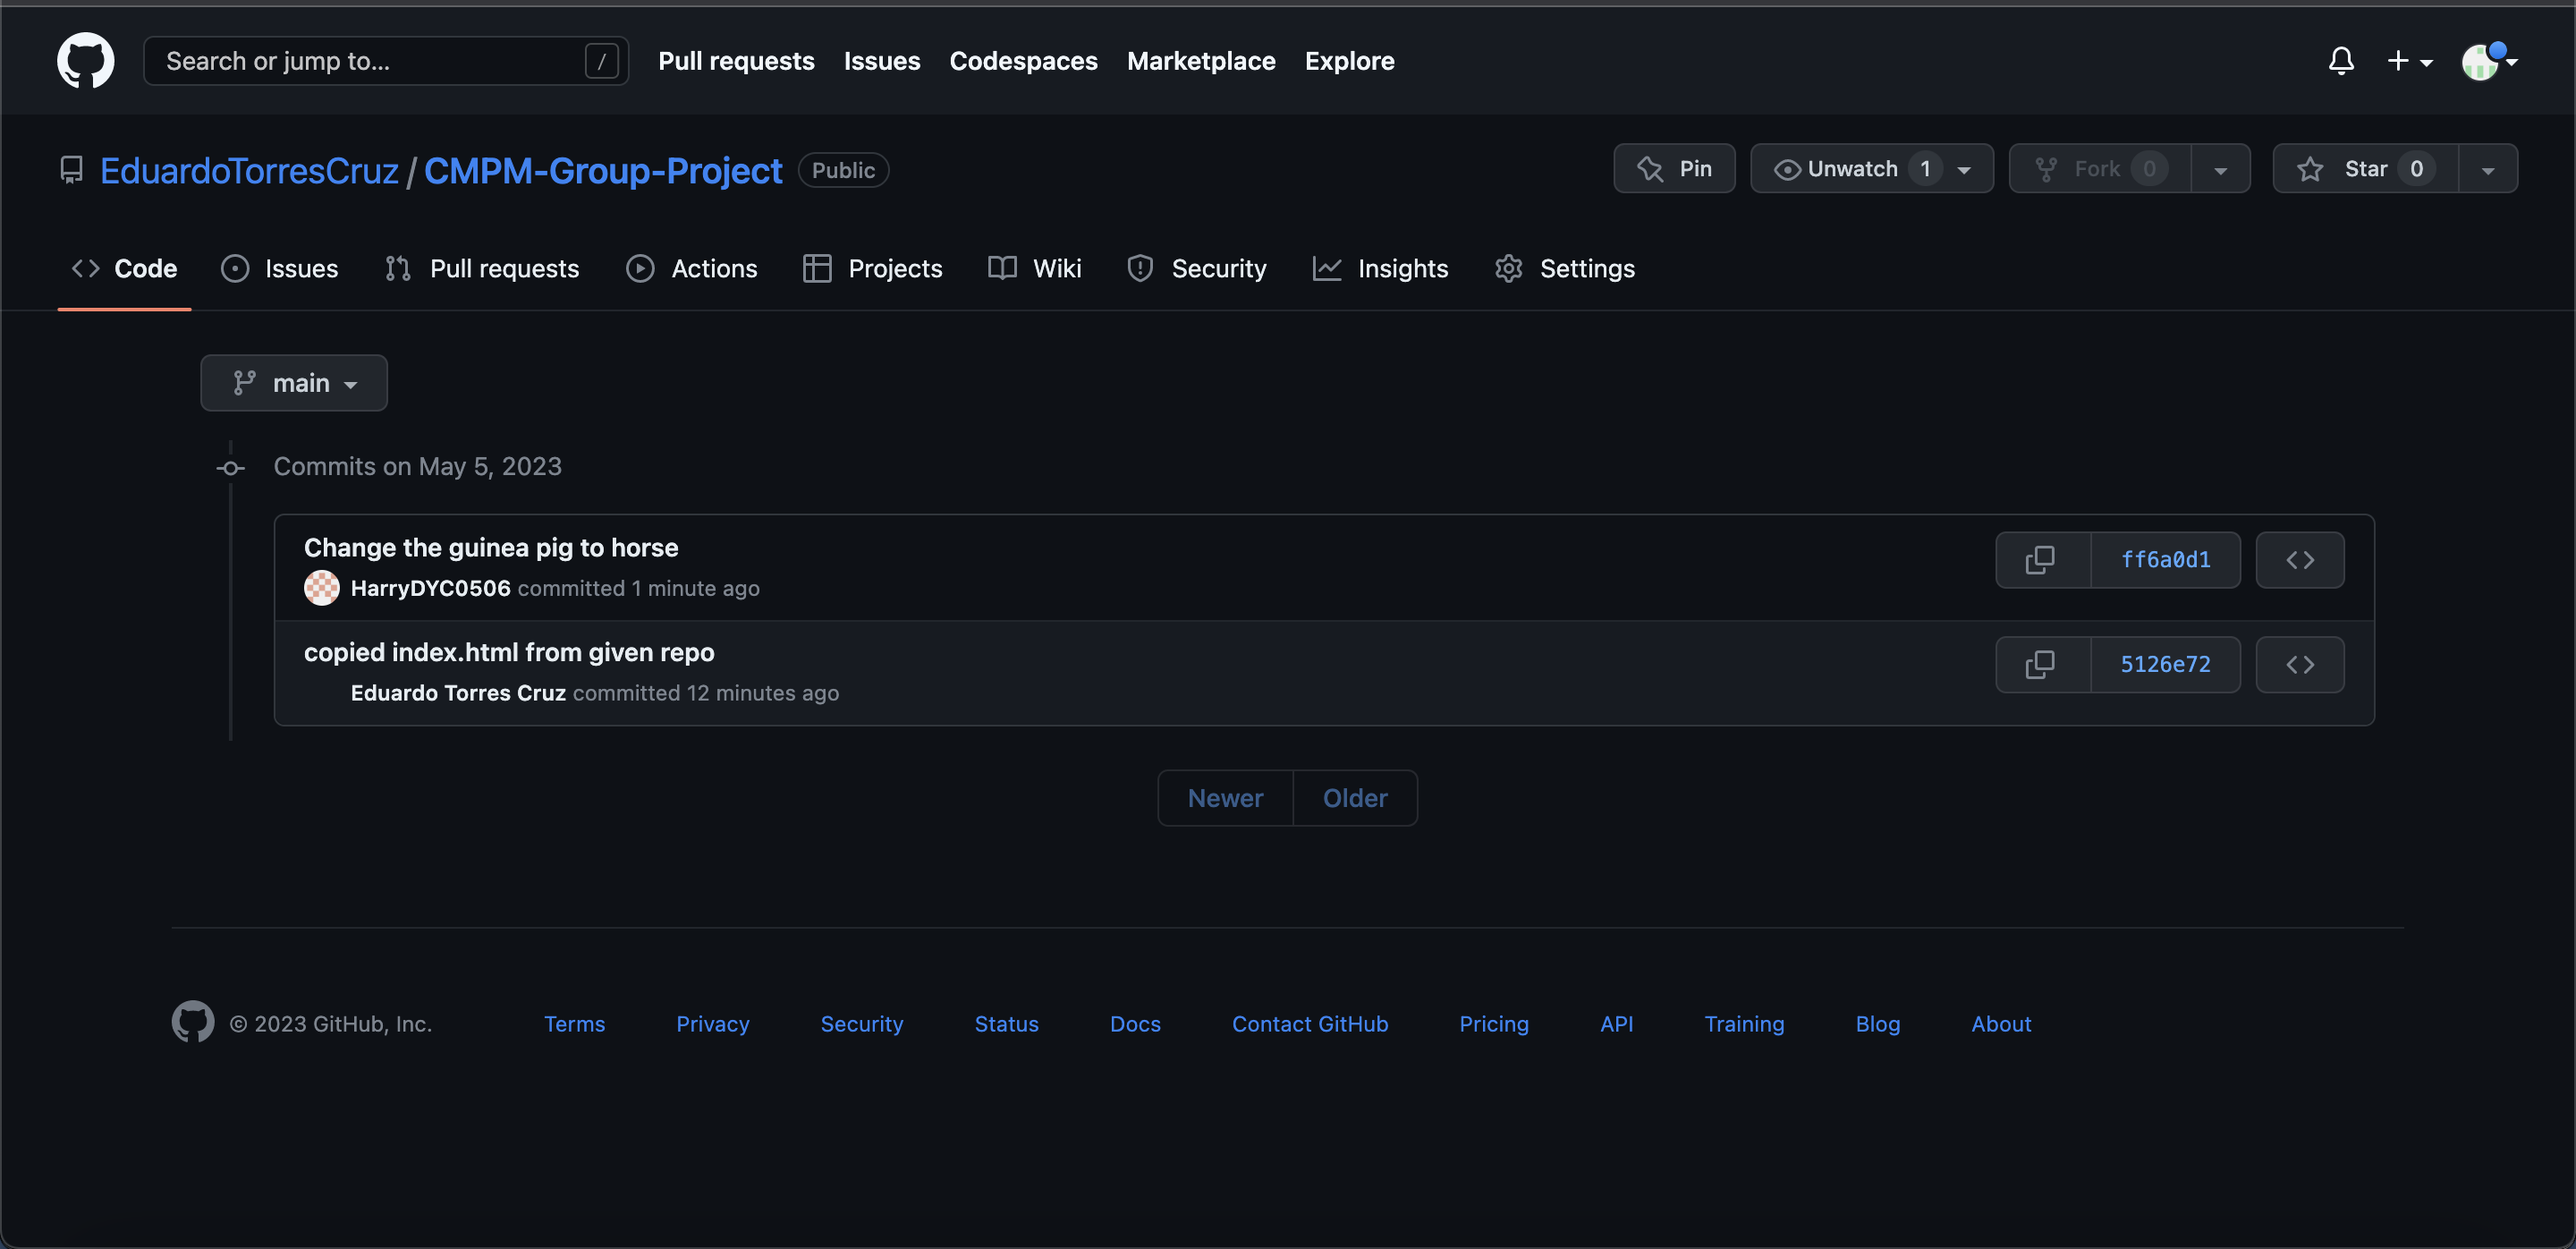 Search or jump to... / Pull requests Issues Codespaces Marketplace Explore
EduardoTorresCruz / CMPM-Group-Project Public Pin Unwatch 1 Fork 0 Star 0
Code Issues Pull requests Actions Projects Wiki Security Insights Settings
main
Commits on May 5, 2023
Change the guinea pig to horse
HarryDYC0506 committed 1 minute ago
ff6a0d1
copied index.html from given repo
Eduardo Torres Cruz committed 12 minutes ago
5126e72
Newer Older
© 2023 GitHub, Inc. Terms Privacy Security Status Docs Contact GitHub Pricing API Training Blog About